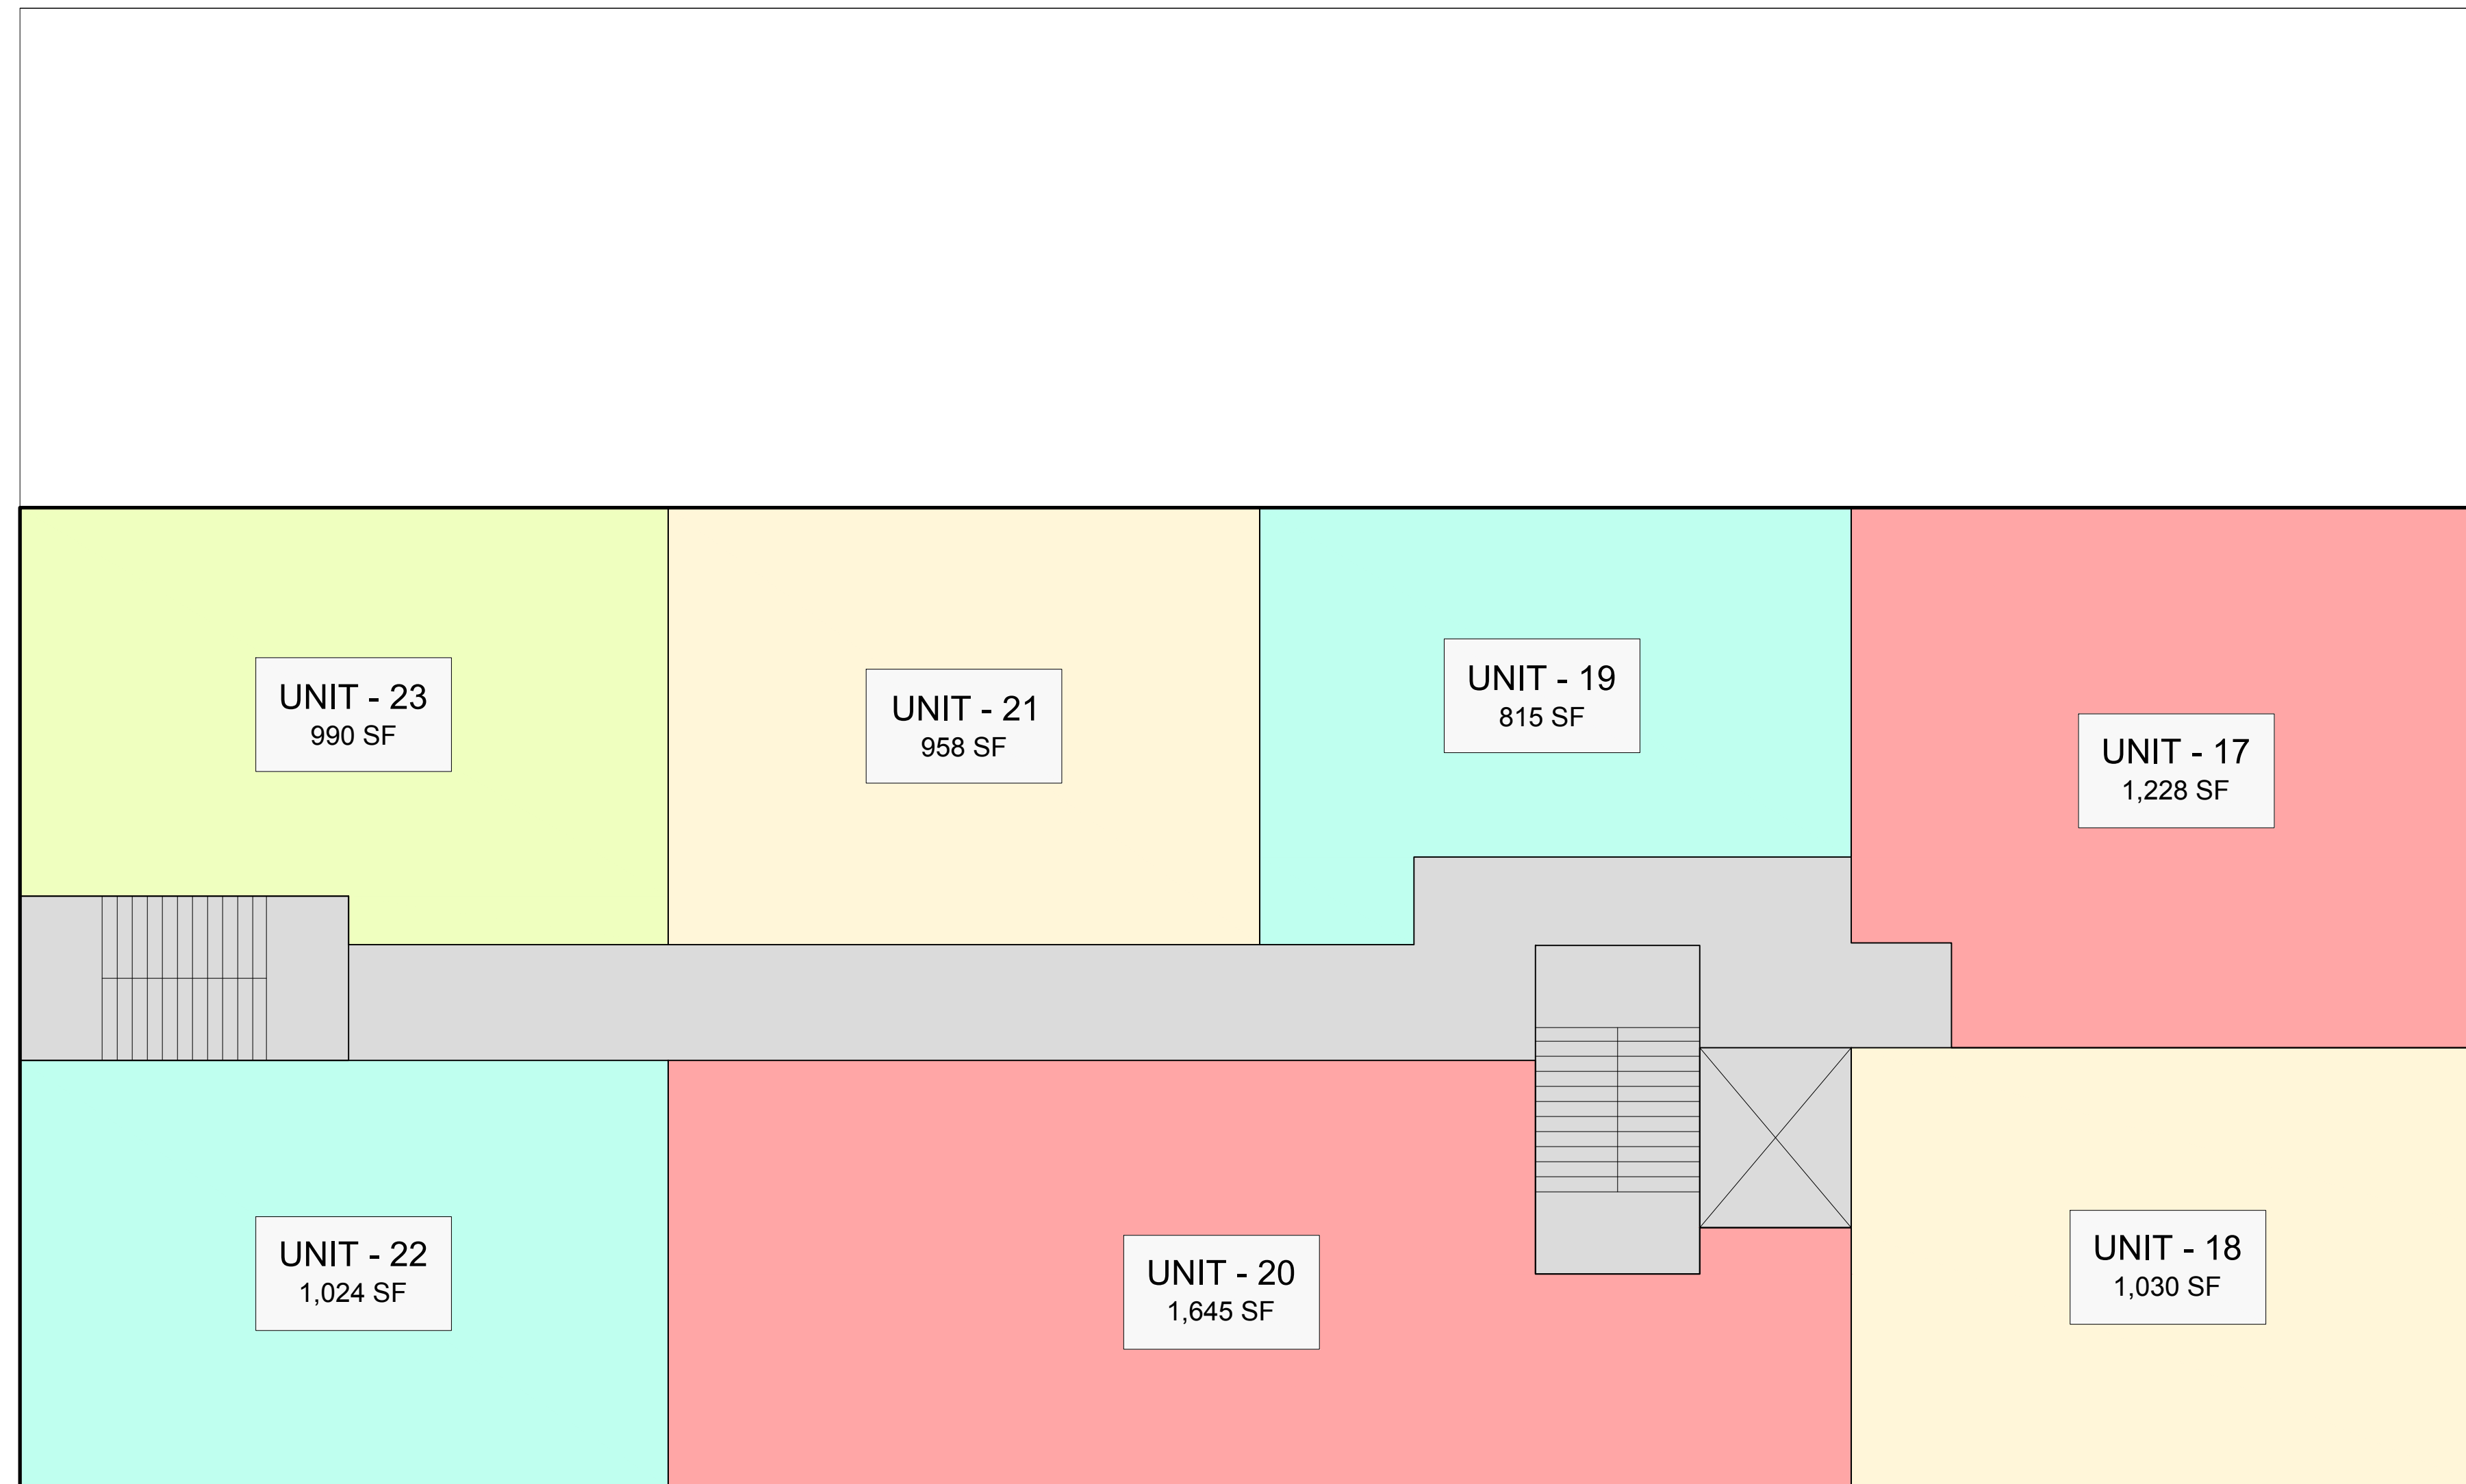 UNIT - 23
990 SF
UNIT - 21
958 SF
UNIT - 19
815 SF
UNIT - 17
1,228 SF
UNIT - 22
1,024 SF
UNIT - 20
1,645 SF
UNIT - 18
1,030 SF